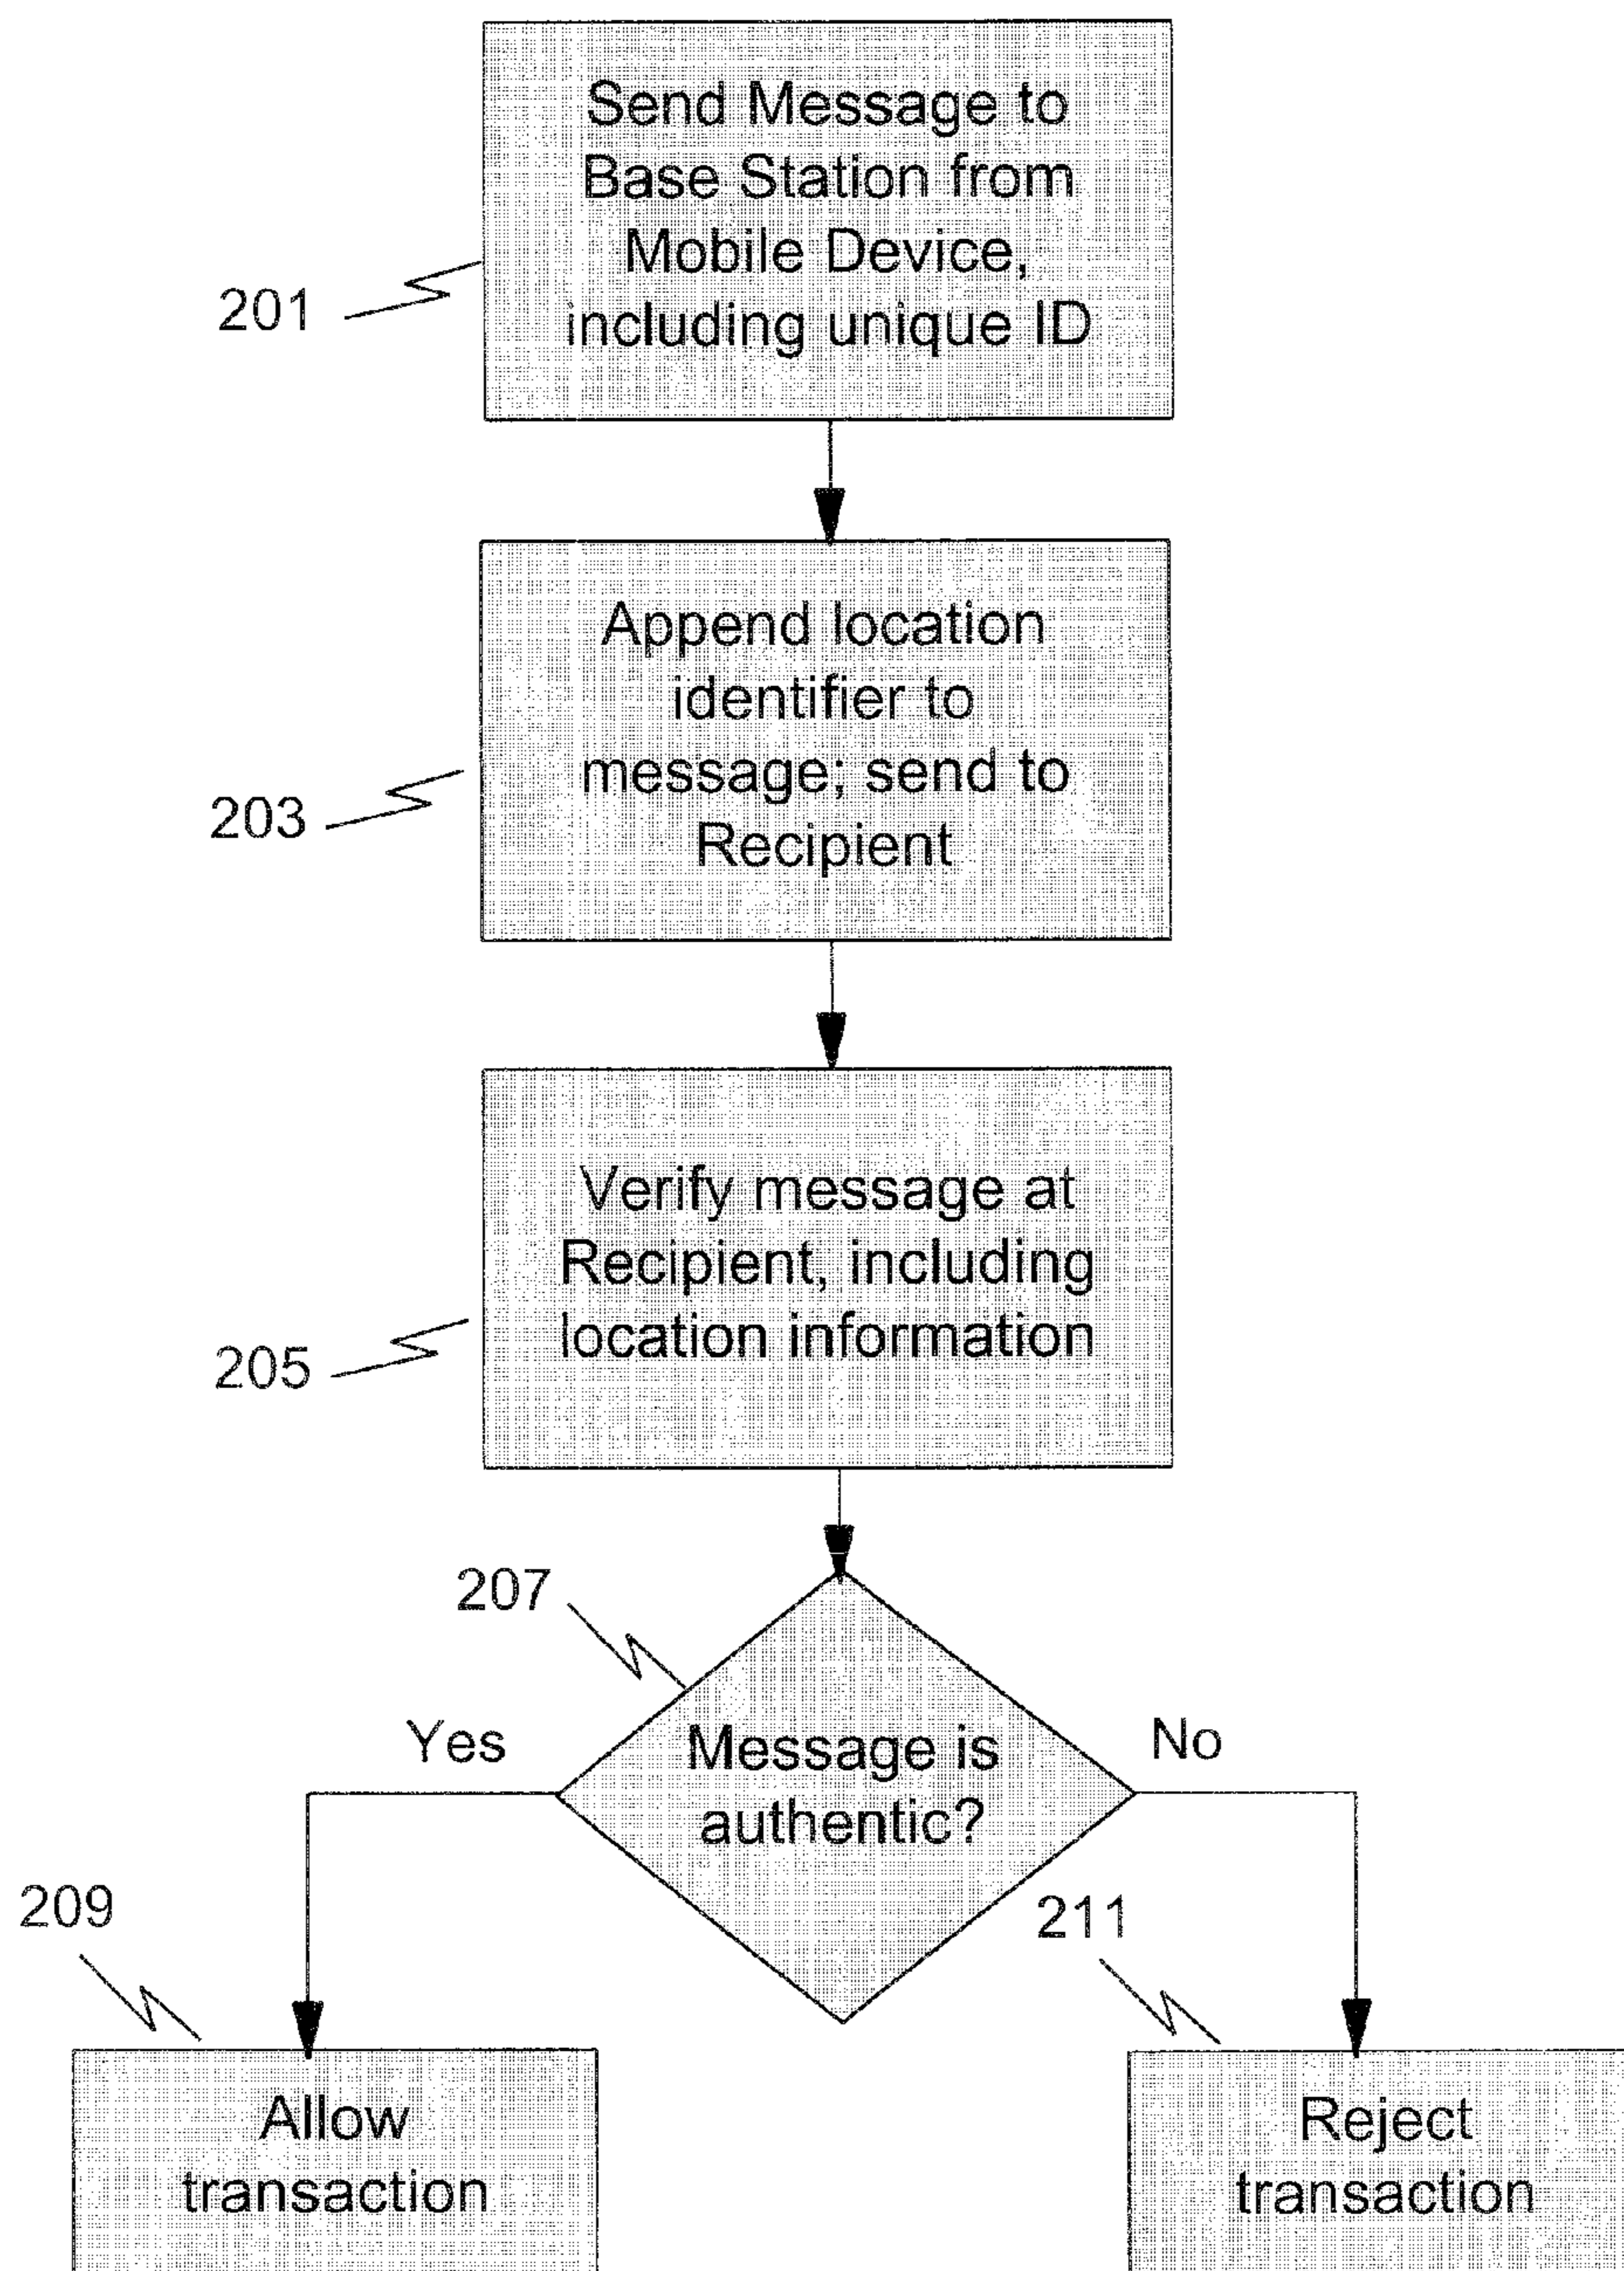 Send Message to
Base Station from
Mobile Device,
including unique ID
201
Append location
identifier to
message; send to
Recipient
203
Verify message at
Recipient, including
location information
205
207
Yes
Message is
authentic?
No
209
211
Allow
transaction
Reject
transaction